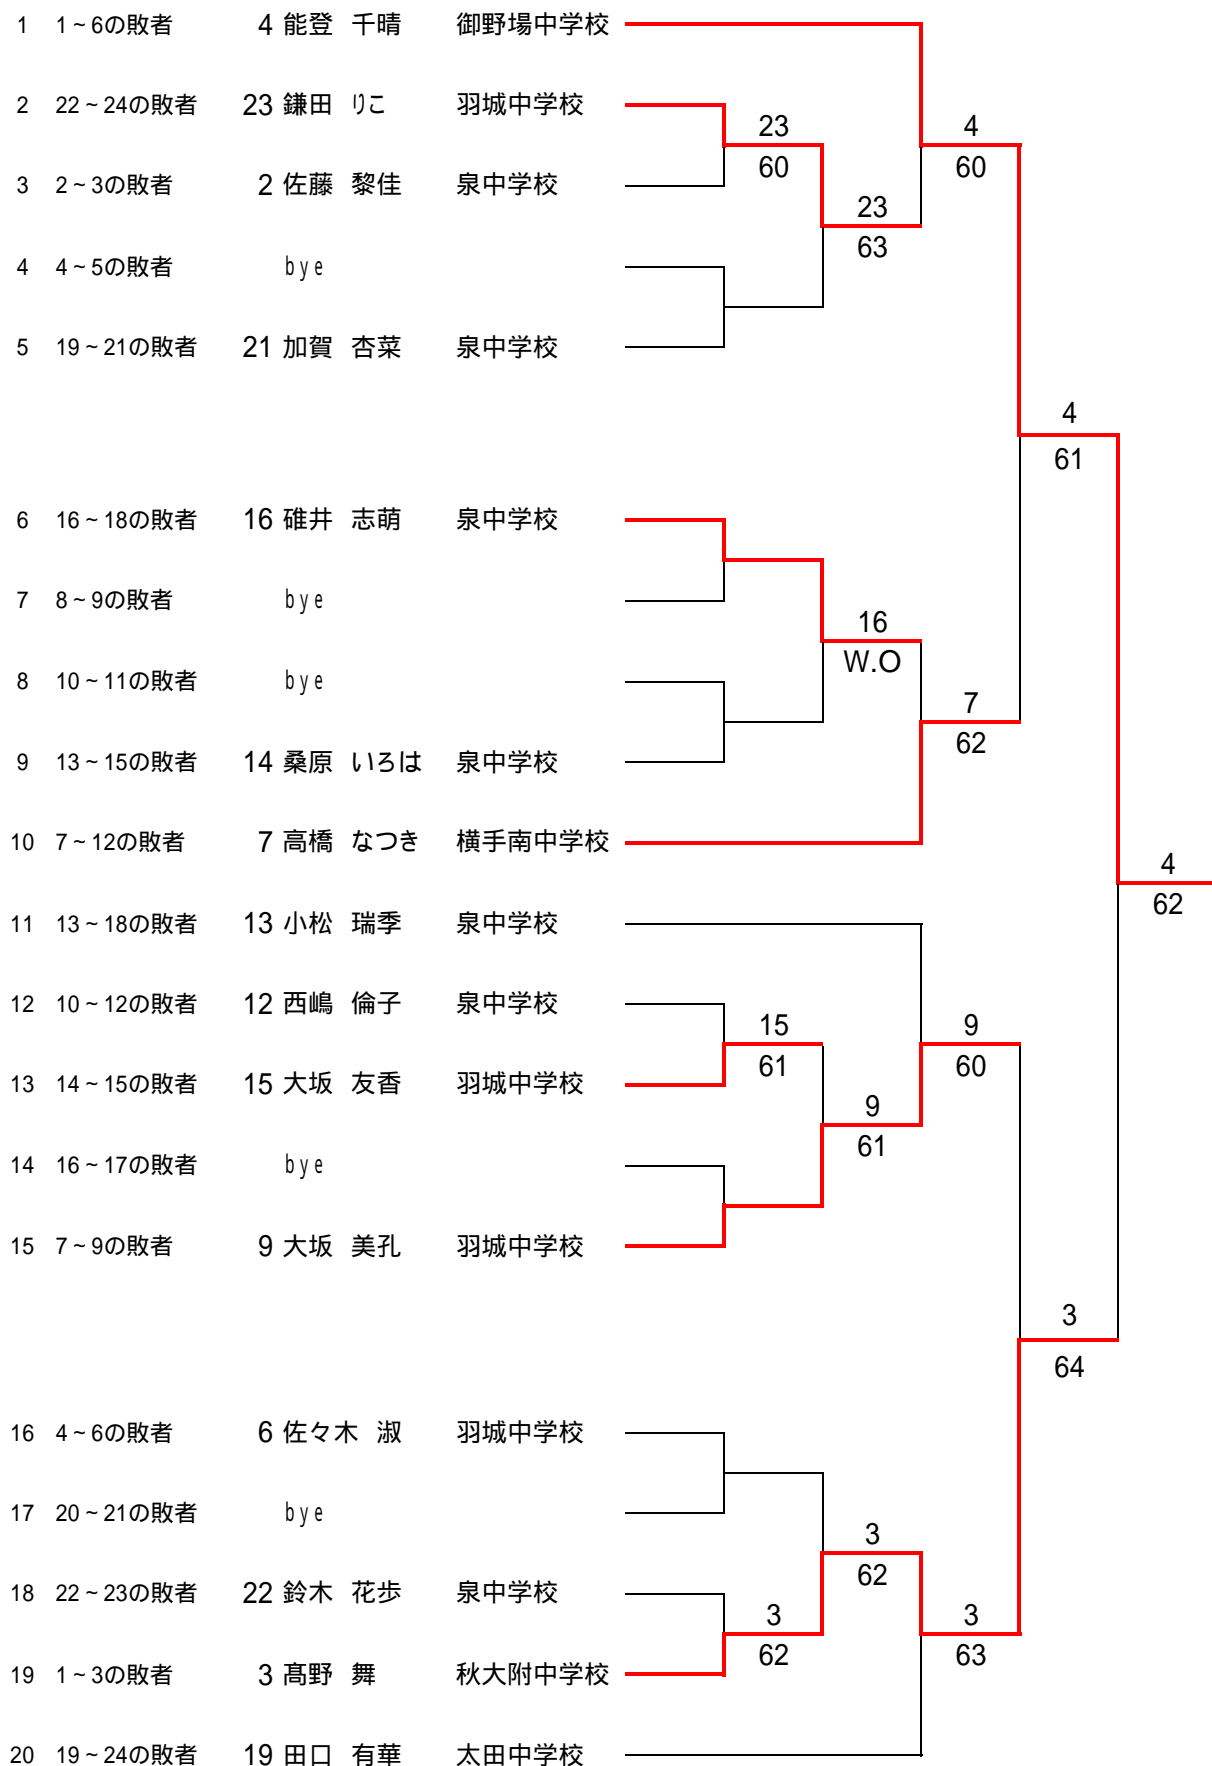 1 1~6の敗者 4 能登 千晴 御野場中学校
2 22~24の敗者 23 鎌田 りこ 羽城中学校
23 4
60 60
3 2~3の敗者 2 佐藤 黎佳 泉中学校
23
63
4 4~5の敗者 bye
5 19~21の敗者 21 加賀 杏菜 泉中学校
4
61
6 16~18の敗者 16 碓井 志萌 泉中学校
7 8~9の敗者 bye
16
W.O
8 10~11の敗者 bye
7
62
9 13~15の敗者 14 桑原 いろは 泉中学校
10 7~12の敗者 7 高橋 なつき 横手南中学校
4
62
11 13~18の敗者 13 小松 瑞季 泉中学校
12 10~12の敗者 12 西嶋 倫子 泉中学校
15 9
61 60
13 14~15の敗者 15 大坂 友香 羽城中学校
9
61
14 16~17の敗者 bye
15 7~9の敗者 9 大坂 美孔 羽城中学校
3
64
16 4~6の敗者 6 佐々木 淑 羽城中学校
17 20~21の敗者 bye
3
62
18 22~23の敗者 22 鈴木 花歩 泉中学校
3 3
62 63
19 1~3の敗者 3 髙野 舞 秋大附中学校
20 19~24の敗者 19 田口 有華 太田中学校